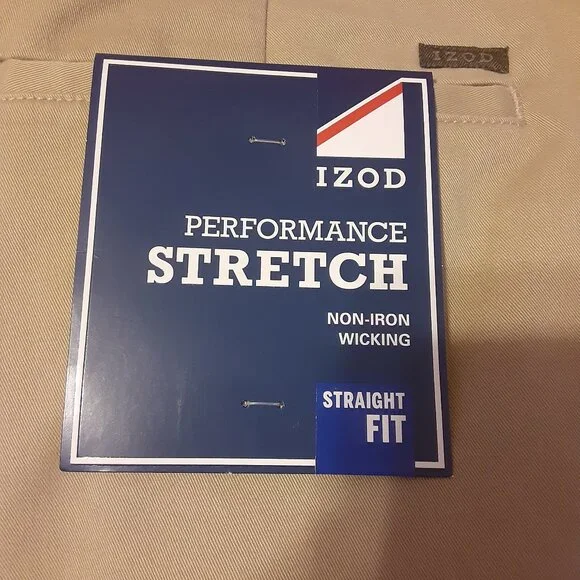 IZOD
IZOD
PERFORMANCE
STRETCH
NON-IRON
WICKING
STRAIGHT
FIT